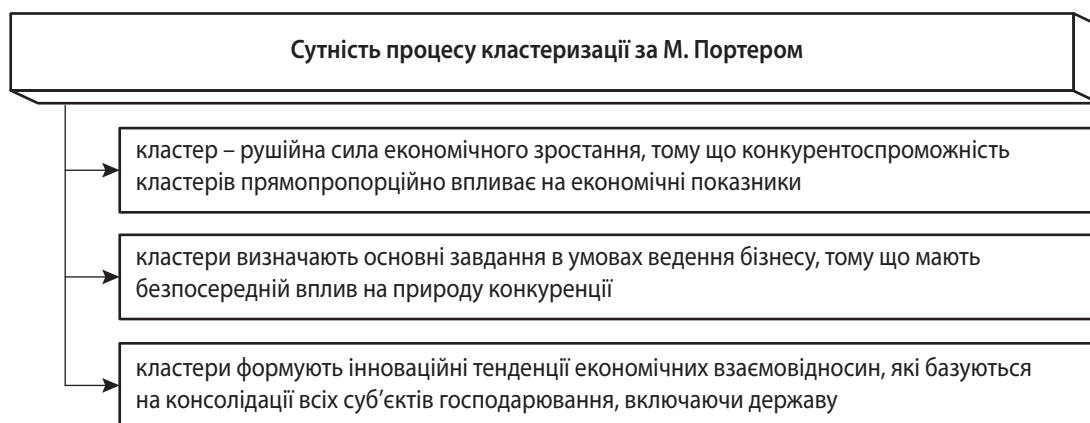 Сутність процесу кластеризації за М. Портером
кластер – рушійна сила економічного зростання, тому що конкурентоспроможність
кластерів прямопропорційно впливає на економічні показники
кластери визначають основні завдання в умовах ведення бізнесу, тому що мають
безпосередній вплив на природу конкуренції
кластери формують інноваційні тенденції економічних взаємовідносин, які базуються
на консолідації всіх суб’єктів господарювання, включаючи державу